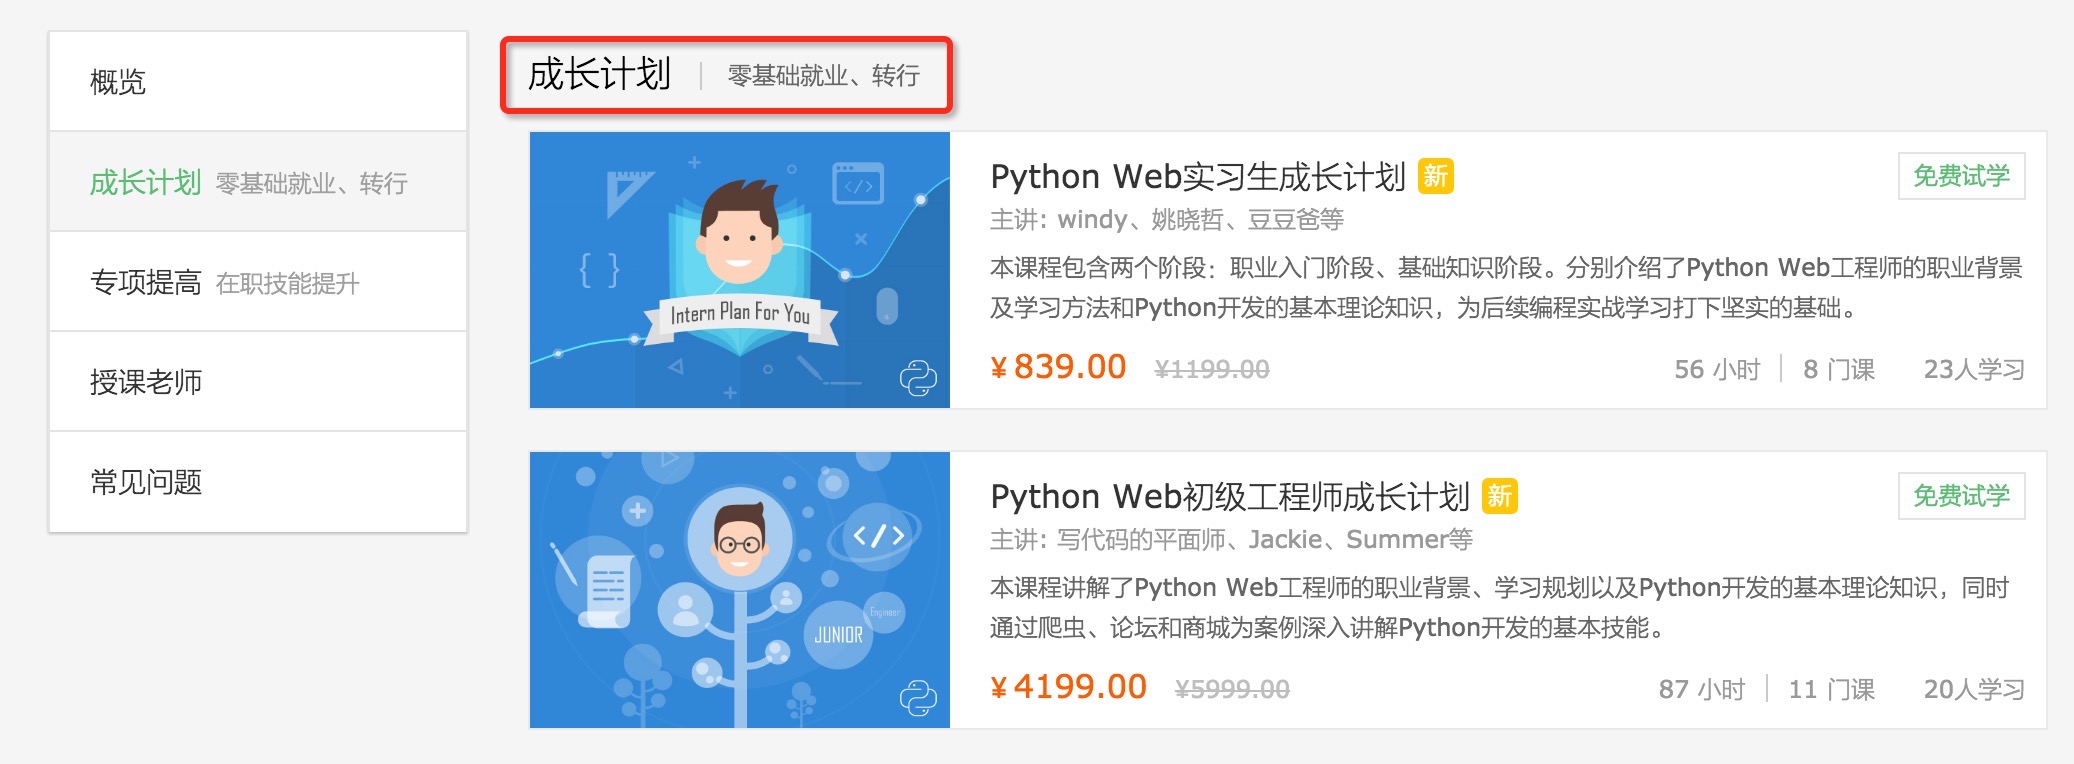 概览
成长计划 零基础就业、转行
专项提高 在职技能提升
授课老师
常见问题
成长计划 | 零基础就业、转行
Intern Plan For You
Python Web实习生成长计划 新
免费试学
主讲: windy、姚晓哲、豆豆爸等
本课程包含两个阶段：职业入门阶段、基础知识阶段。分别介绍了Python Web工程师的职业背景
及学习方法和Python开发的基本理论知识，为后续编程实战学习打下坚实的基础。
¥839.00 ¥1199.00 56 小时 | 8 门课 23人学习
</>
Engineer
JUNIOR
Python Web初级工程师成长计划 新
免费试学
主讲: 写代码的平面师、Jackie、Summer等
本课程讲解了Python Web工程师的职业背景、学习规划以及Python开发的基本理论知识，同时
通过爬虫、论坛和商城为案例深入讲解Python开发的基本技能。
¥4199.00 ¥5999.00 87 小时 | 11 门课 20人学习